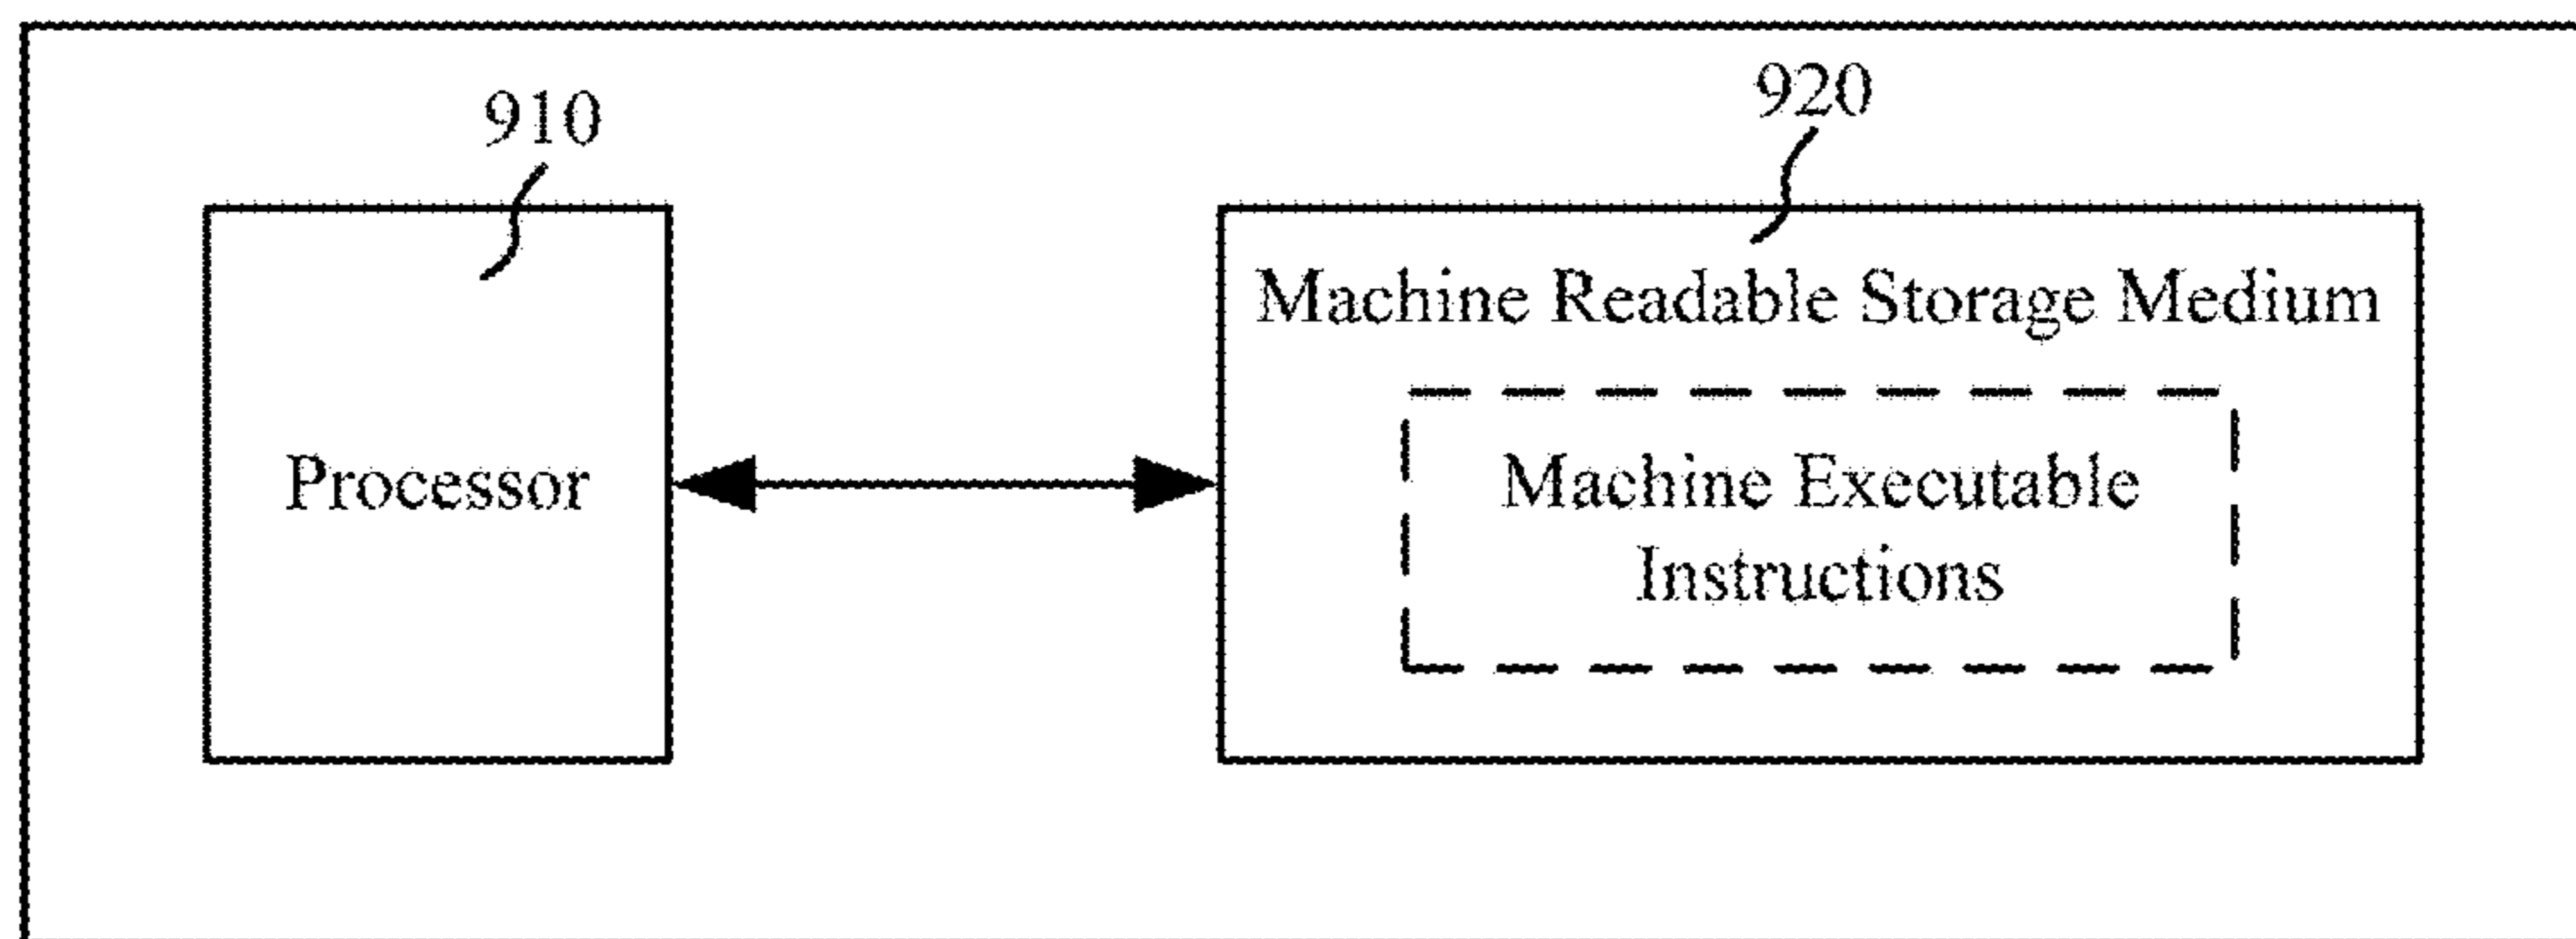 910
920
Machine Readable Storage Medium
Processor
Machine Executable
Instructions